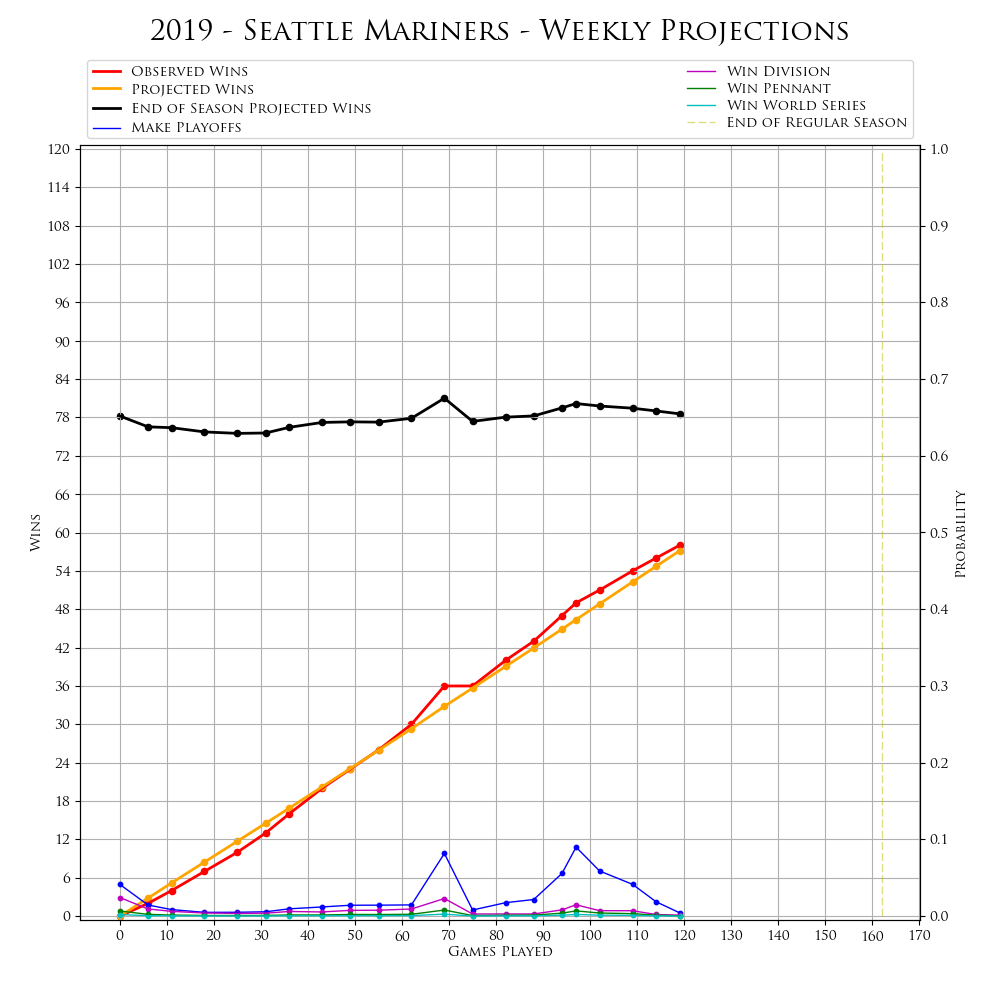 2019 - Seattle Mariners - Weekly Projections
Observed Wins
Projected Wins
End of Season Projected Wins
Make Playoffs
Win Division
Win Pennant
Win World Series
End of Regular Season
120
114
108
102
96
90
84
78
72
66
60
54
48
42
36
30
24
18
12
6
0
Wins
1.0
0.9
0.8
0.7
0.6
0.5
0.4
0.3
0.2
0.1
0.0
Probability
0 10 20 30 40 50 60 70 80 90 100 110 120 130 140 150 160 170
Games Played